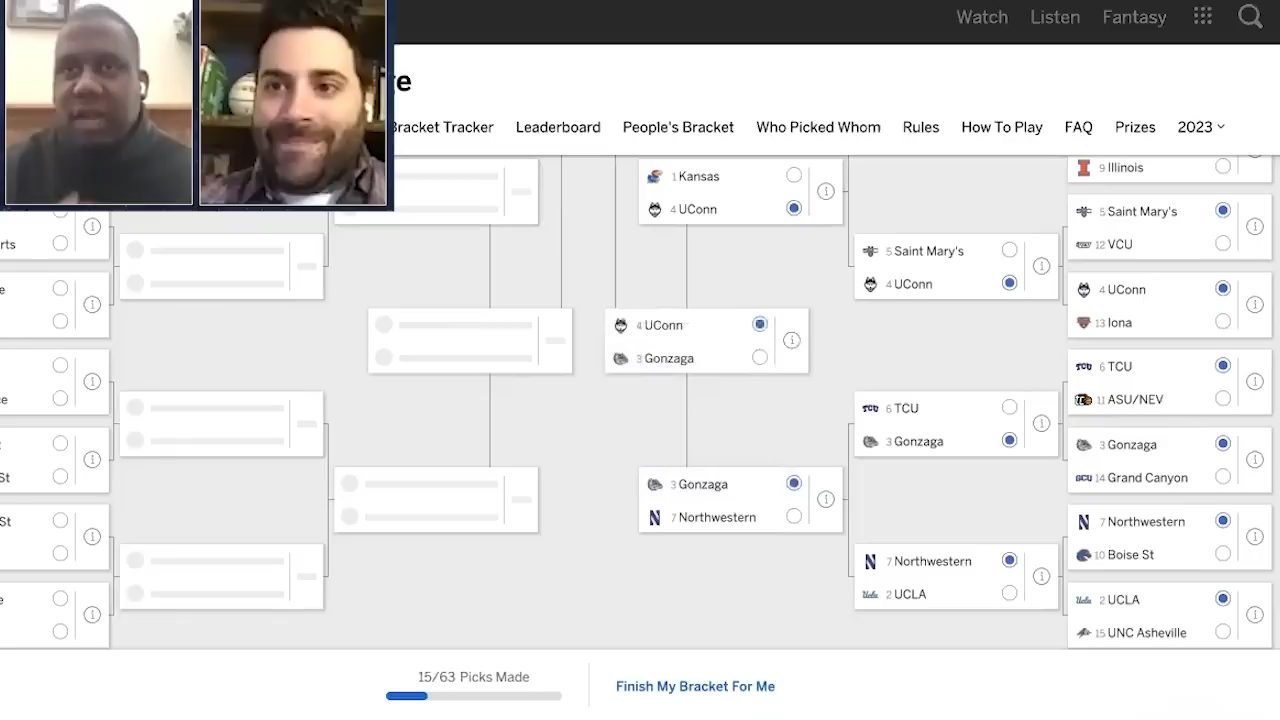 Watch Listen Fantasy
Bracket Tracker Leaderboard People's Bracket Who Picked Whom Rules How To Play FAQ Prizes 2023
1 Kansas
4 UConn
9 Illinois
5 Saint Mary's
12 VCU
5 Saint Mary's
4 UConn
4 UConn
13 Iona
4 UConn
3 Gonzaga
6 TCU
11 ASU/NEV
6 TCU
3 Gonzaga
3 Gonzaga
14 Grand Canyon
3 Gonzaga
7 Northwestern
7 Northwestern
10 Boise St
7 Northwestern
2 UCLA
2 UCLA
15 UNC Asheville
15/63 Picks Made
Finish My Bracket For Me